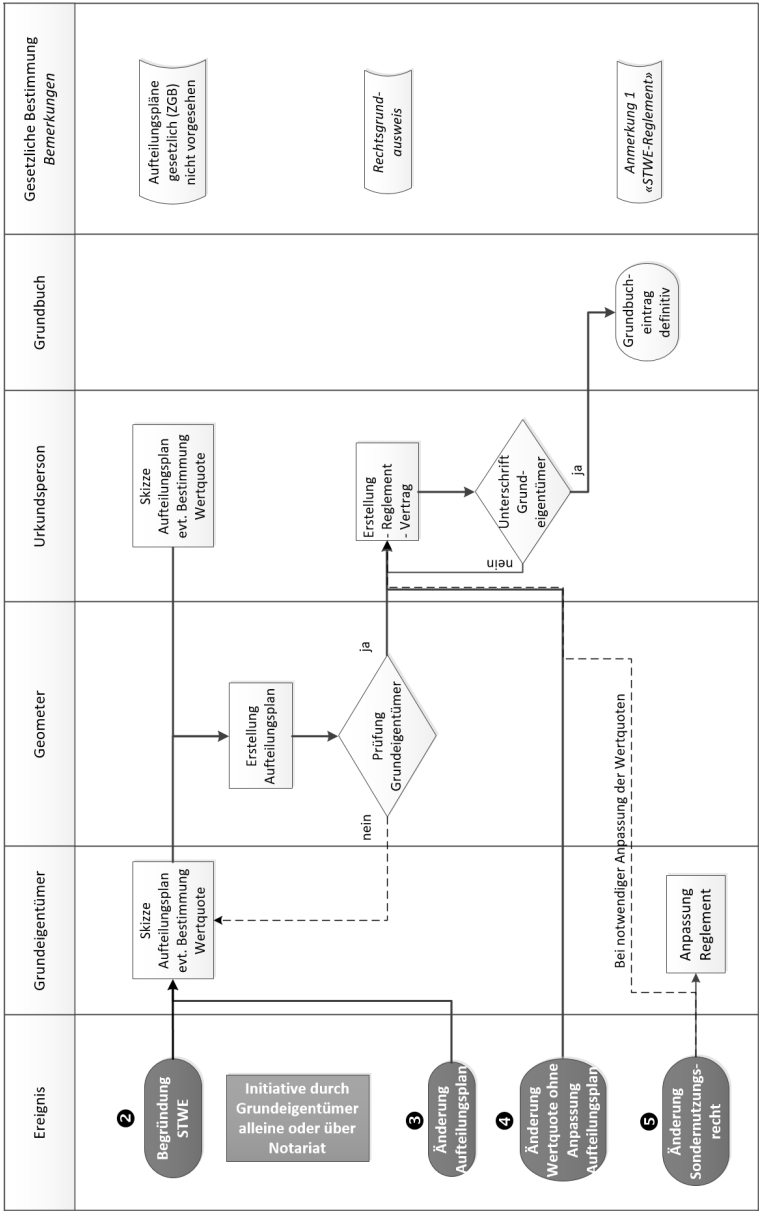 Ereignis
Grundeigentümer
Geometer
Urkundsperson
Grundbuch
Gesetzliche Bestimmung
Bemerkungen
2
Begründung
STWE
Skizze
Aufteilungsplan
evt. Bestimmung
Wertquote
Skizze
Aufteilungsplan
evt. Bestimmung
Wertquote
Aufteilungspläne
gesetzlich (ZGB)
nicht vorgesehen
Initiative durch
Grundeigentümer
alleine oder über
Notariat
Erstellung
Aufteilungsplan
nein
Prüfung
Grundeigentümer
ja
Erstellung
- Reglement
- Vertrag
Rechtsgrund-
ausweis
3
Änderung
Aufteilungsplan
nein
Unterschrift
Grund-
eigentümer
ja
4
Änderung
Wertquote ohne
Anpassung
Aufteilungsplan
Grundbuch-
eintrag
definitiv
Anmerkung 1
«STWE-Reglement»
Bei notwendiger Anpassung der Wertquoten
5
Änderung
Sondernutzungs-
recht
Anpassung
Reglement